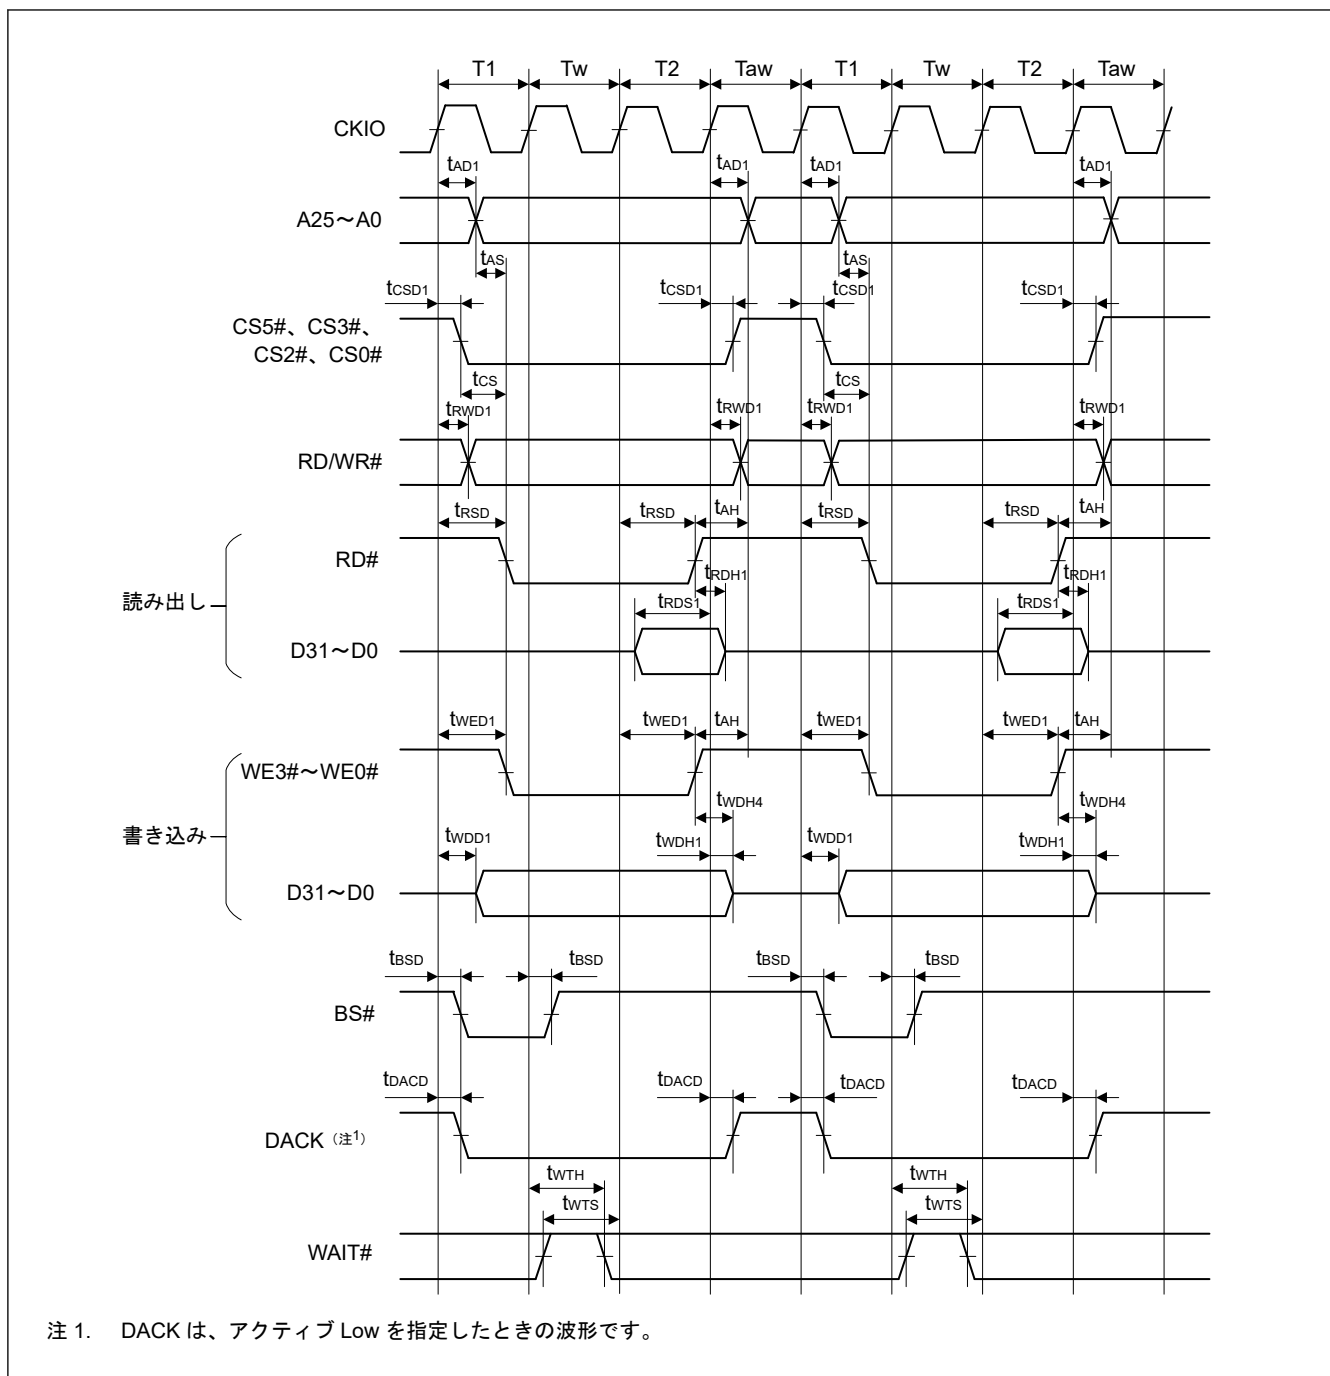 T1 Tw T2 Taw T1 Tw T2 Taw
CKIO
tAD1 tAD1 tAD1 tAD1
A25～A0
tAS tAS
tCSD1 tCSD1 tCSD1 tCSD1
CS5#、CS3#、
CS2#、CS0#
tCS tCS
tRWD1 tRWD1 tRWD1 tRWD1
RD/WR#
tRSD tRSD tAH tRSD tRSD tAH
RD#
tRDH1 tRDH1
読み出し
tRDS1 tRDS1
D31～D0
tWED1 tWED1 tAH tWED1 tWED1 tAH
WE3#～WE0#
tWDH4 tWDH4
書き込み
tWDD1 tWDH1 tWDD1 tWDH1
D31～D0
tBSD tBSD tBSD tBSD
BS#
tDACD tDACD tDACD tDACD
DACK（注1）
tWTH tWTH
tWTS tWTS
WAIT#
注 1. DACK は、アクティブ Low を指定したときの波形です。